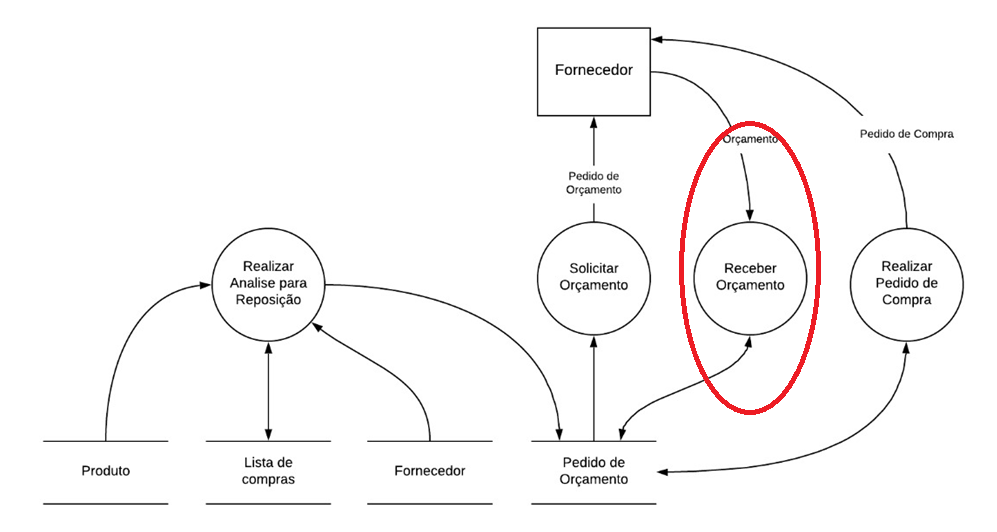 Fornecedor
Orçamento
Pedido de Compra
Pedido de
Orçamento
Realizar
Analise para
Reposição
Solicitar
Orçamento
Receber
Orçamento
Realizar
Pedido de
Compra
Produto
Lista de
compras
Fornecedor
Pedido de
Orçamento